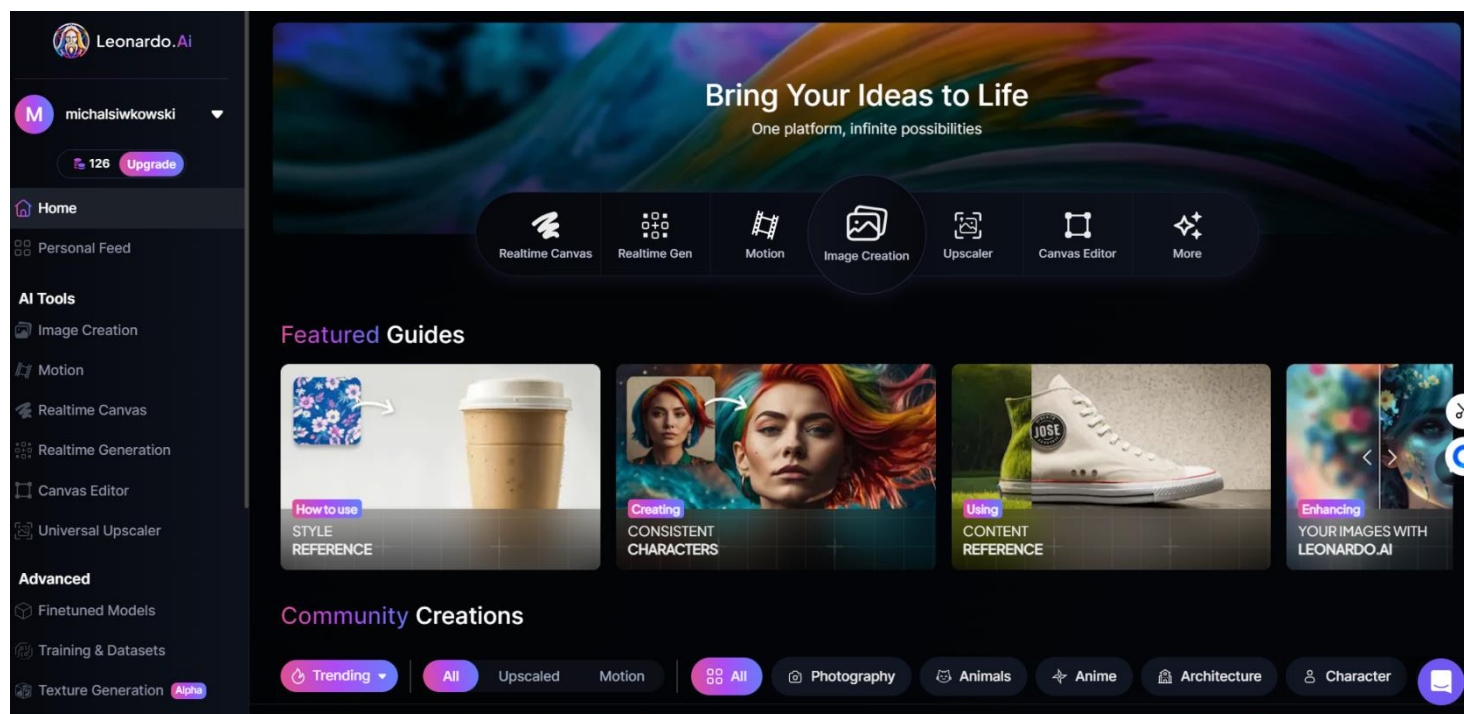 Leonardo.Ai
M
michalsiwkowski
126 Upgrade
Home
Personal Feed
AI Tools
Image Creation
Motion
Realtime Canvas
Realtime Generation
Canvas Editor
Universal Upscaler
Advanced
Finetuned Models
Training & Datasets
Texture Generation Alpha
Bring Your Ideas to Life
One platform, infinite possibilities
Realtime Canvas
Realtime Gen
Motion
Image Creation
Upscaler
Canvas Editor
More
Featured Guides
How to use
STYLE
REFERENCE
Creating
CONSISTENT
CHARACTERS
JOSE
Using
CONTENT
REFERENCE
Enhancing
YOUR IMAGES WITH
LEONARDO.AI
Community Creations
Trending
All
Upscaled
Motion
All
Photography
Animals
Anime
Architecture
Character